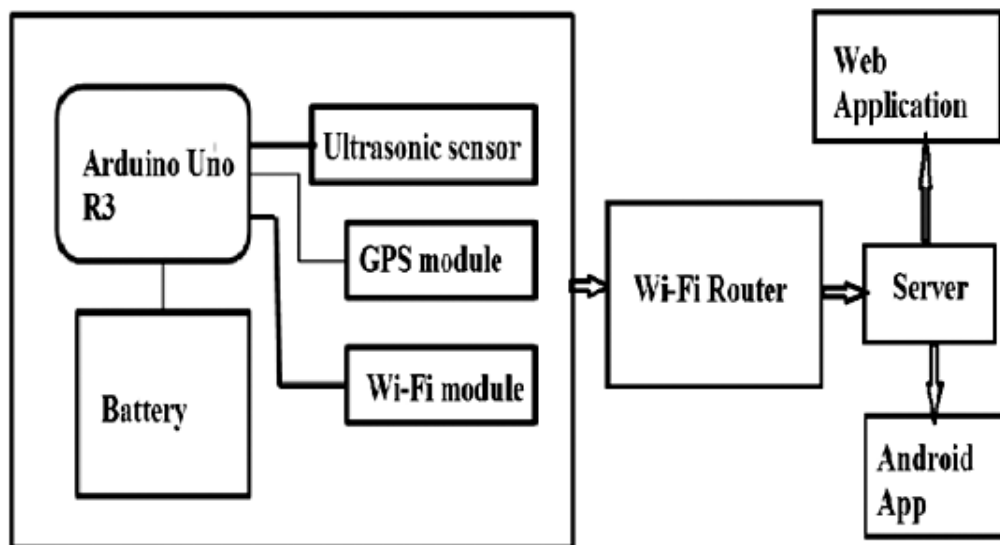 Arduino Uno
R3
Ultrasonic sensor
GPS module
Wi-Fi module
Battery
Wi-Fi Router
Web
Application
Server
Android
App